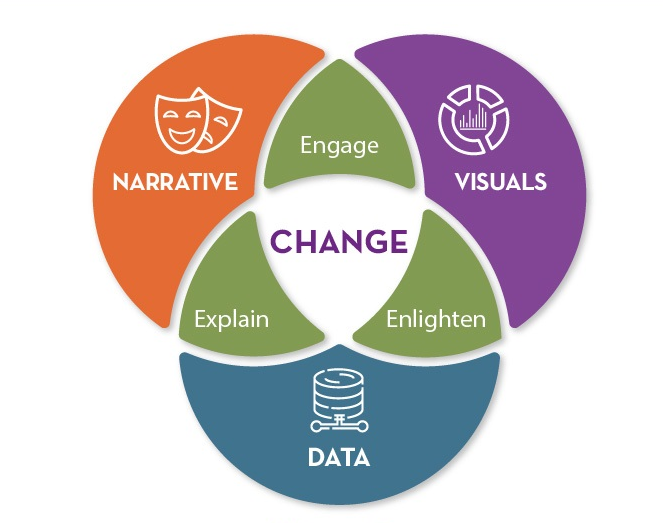 Engage
NARRATIVE
VISUALS
CHANGE
Explain
Enlighten
DATA